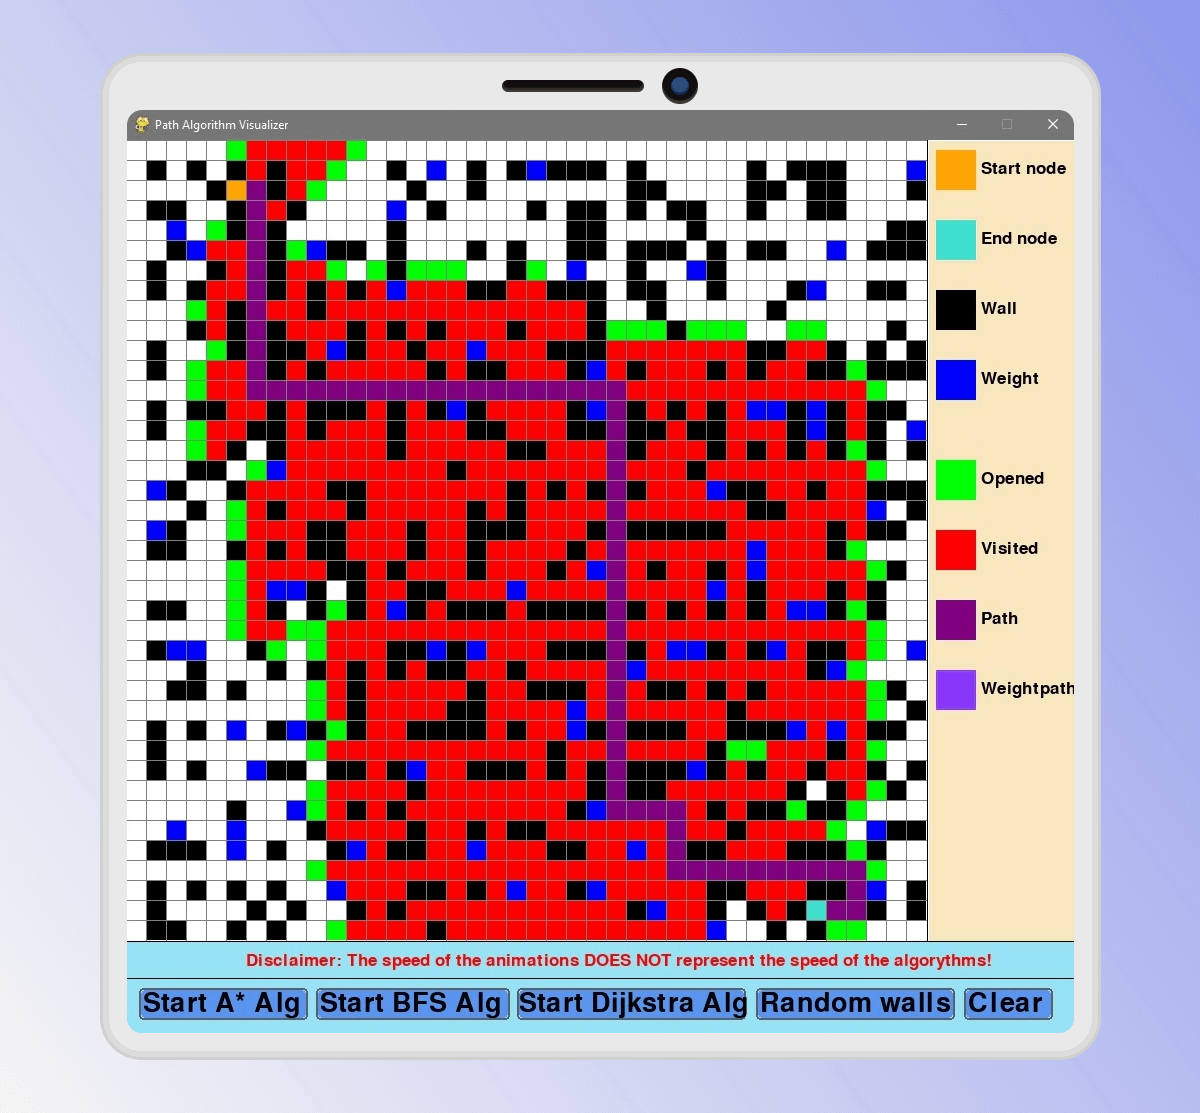 Path Algorithm Visualizer
Start node
End node
Wall
Weight
Opened
Visited
Path
Weightpath
Disclaimer: The speed of the animations DOES NOT represent the speed of the algorythms!
Start A* Alg
Start BFS Alg
Start Dijkstra Alg
Random walls
Clear